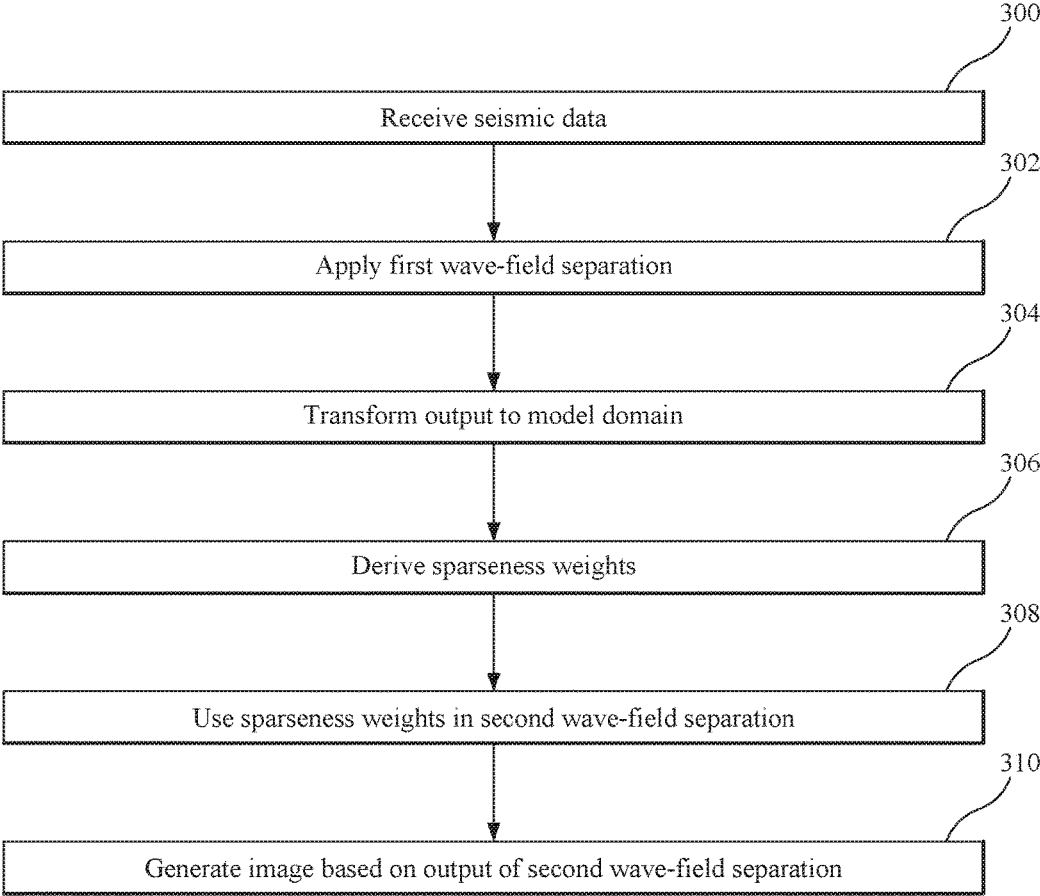 300
Receive seismic data
302
Apply first wave-field separation
304
Transform output to model domain
306
Derive sparseness weights
308
Use sparseness weights in second wave-field separation
310
Generate image based on output of second wave-field separation